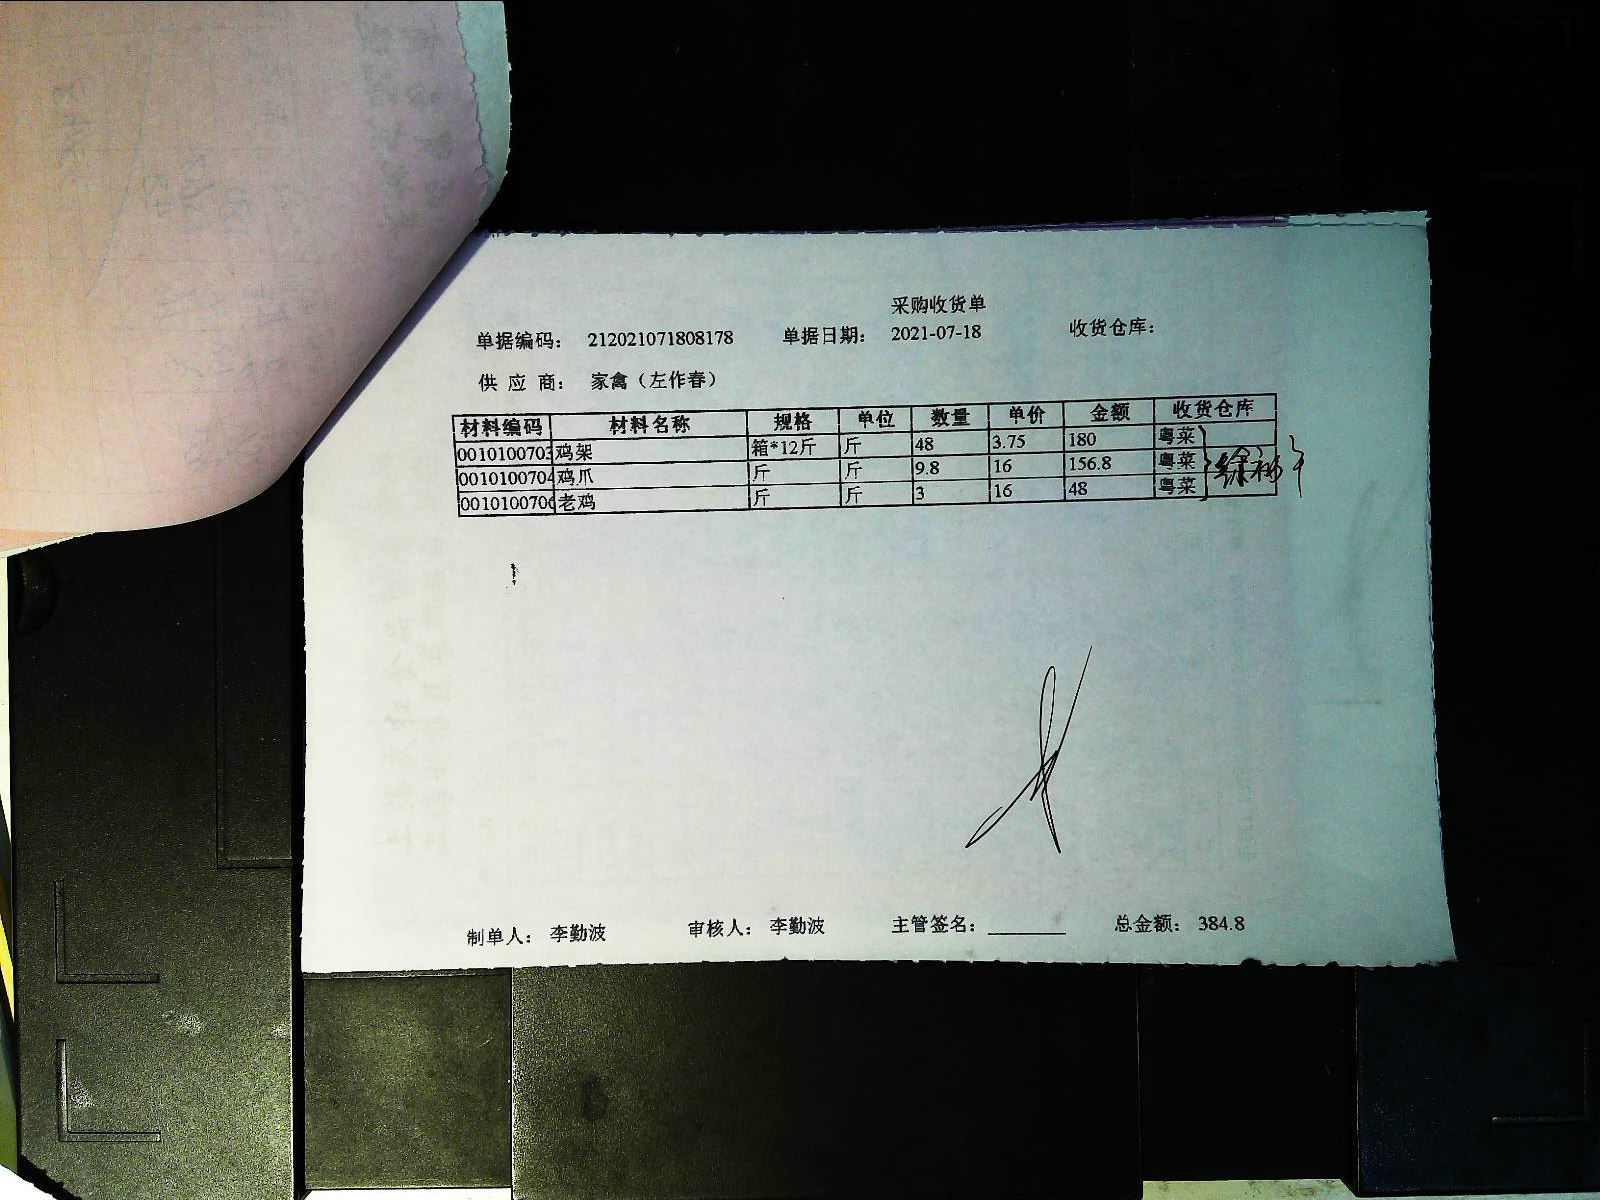 采购收货单
单据编码： 212021071808178 单据日期： 2021-07-18 收货仓库：
供 应 商： 家禽（左作春）
材料编码 材料名称 规格 单位 数量 单价 金额 收货仓库
0010100703 鸡架 箱*12斤 斤 48 3.75 180 粤菜
0010100704 鸡爪 斤 斤 9.8 16 156.8 粤菜
0010100706 老鸡 斤 斤 3 16 48 粤菜
制单人： 李勤波 审核人： 李勤波 主管签名：________ 总金额： 384.8